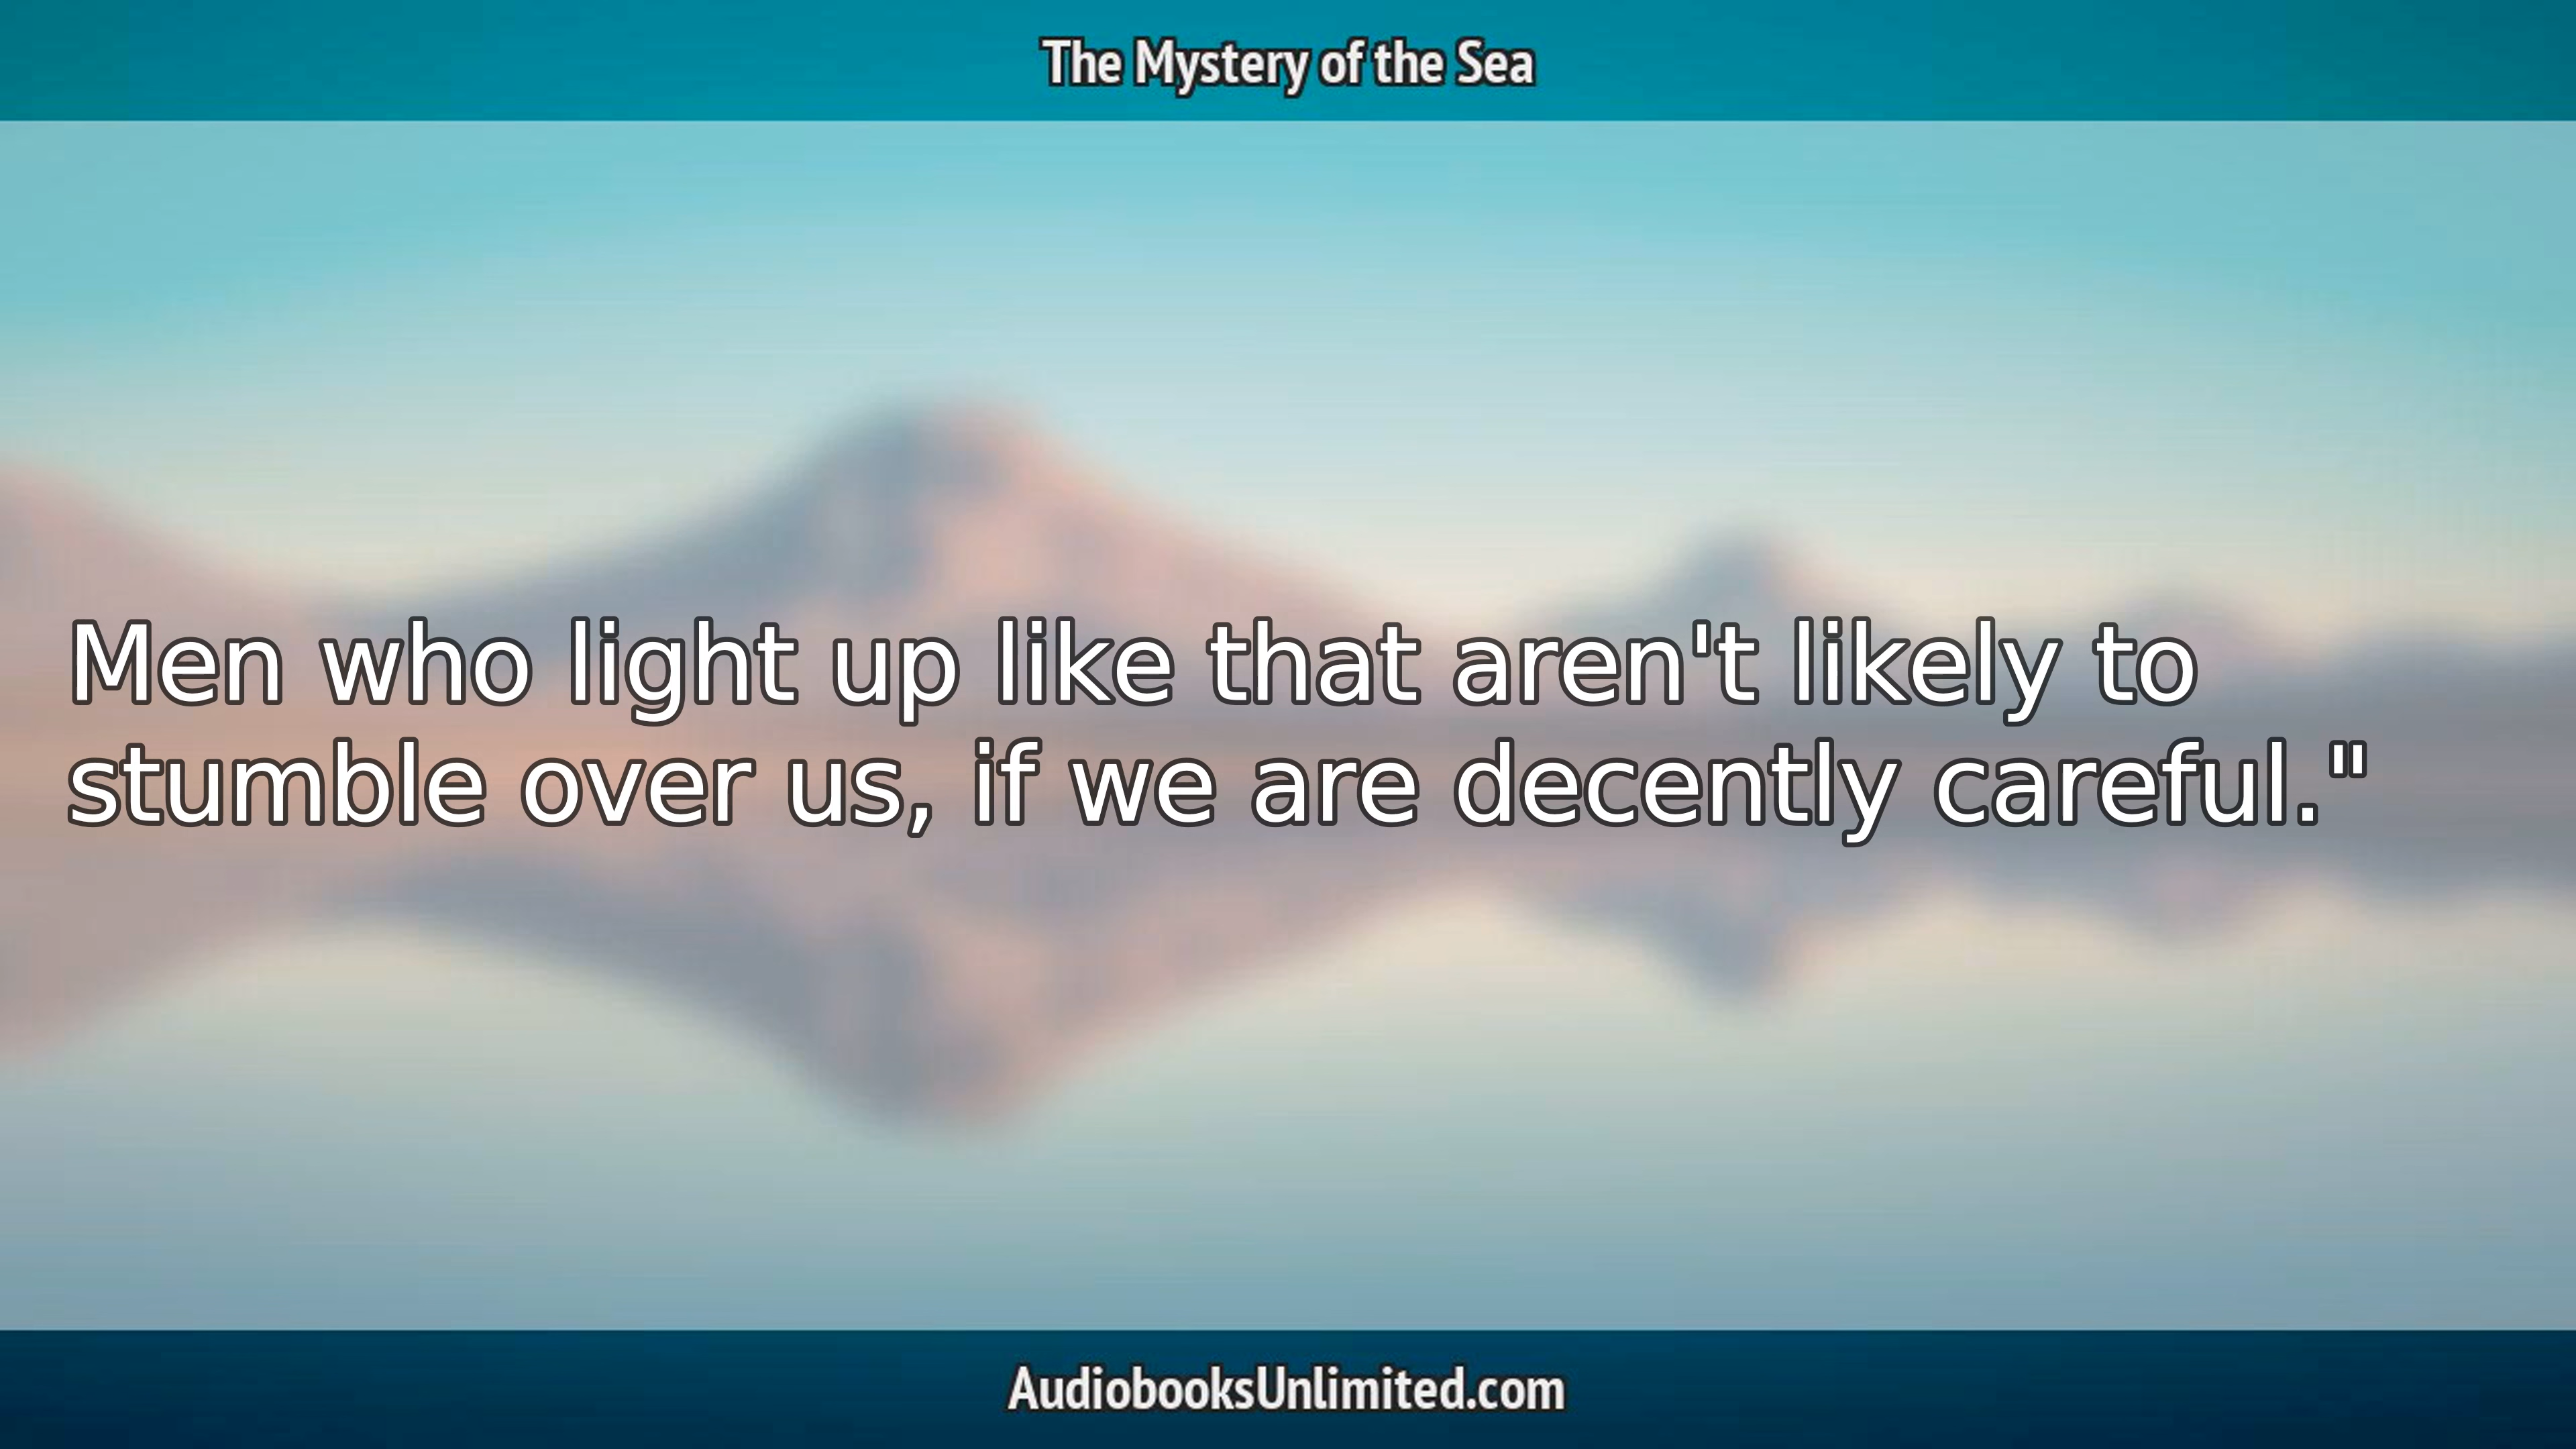 The Mystery of the Sea
Men who light up like that aren't likely to
stumble over us, if we are decently careful."
AudiobooksUnlimited.com